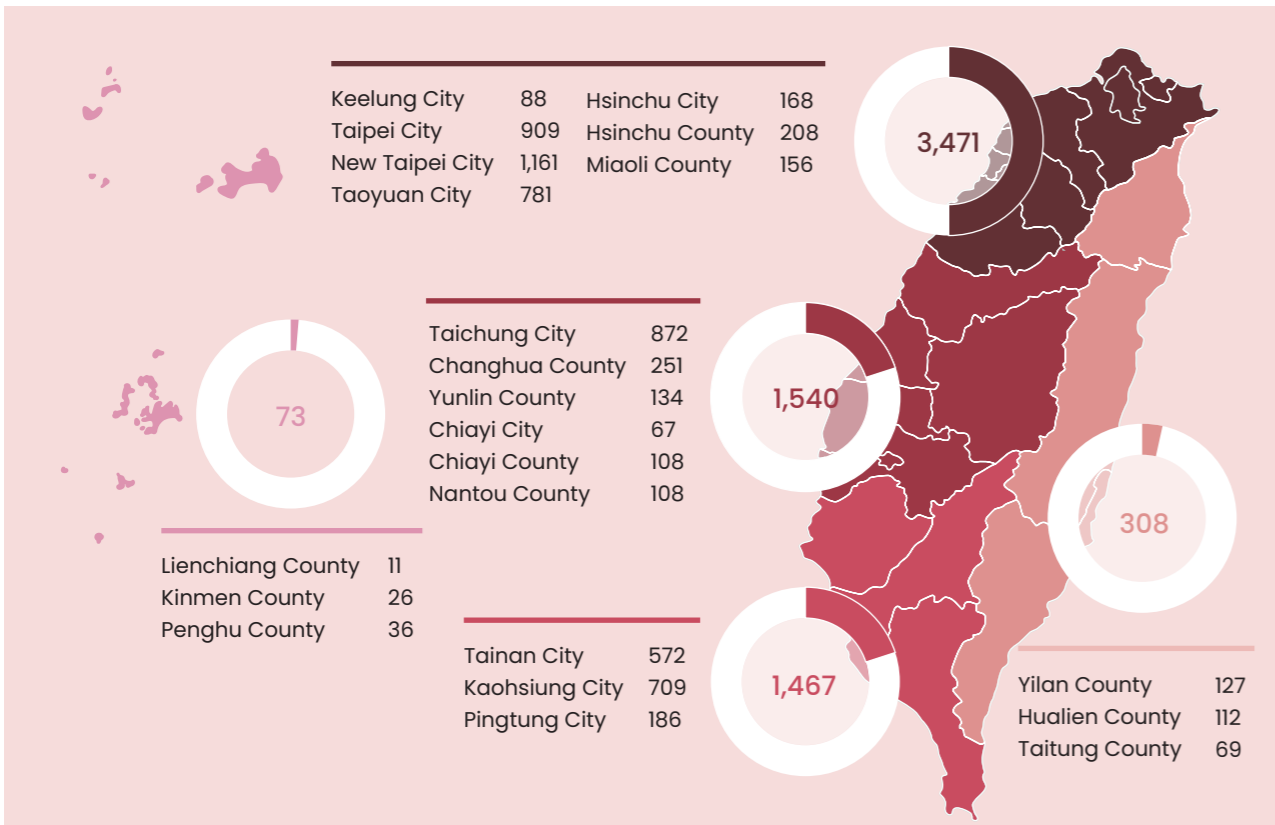 Keelung City 88 Hsinchu City 168
Taipei City 909 Hsinchu County 208
New Taipei City 1,161 Miaoli County 156
Taoyuan City 781
3,471
Taichung City 872
Changhua County 251
Yunlin County 134
Chiayi City 67
Chiayi County 108
Nantou County 108
1,540
73
Lienchiang County 11
Kinmen County 26
Penghu County 36
308
Tainan City 572
Kaohsiung City 709
Pingtung City 186
1,467
Yilan County 127
Hualien County 112
Taitung County 69